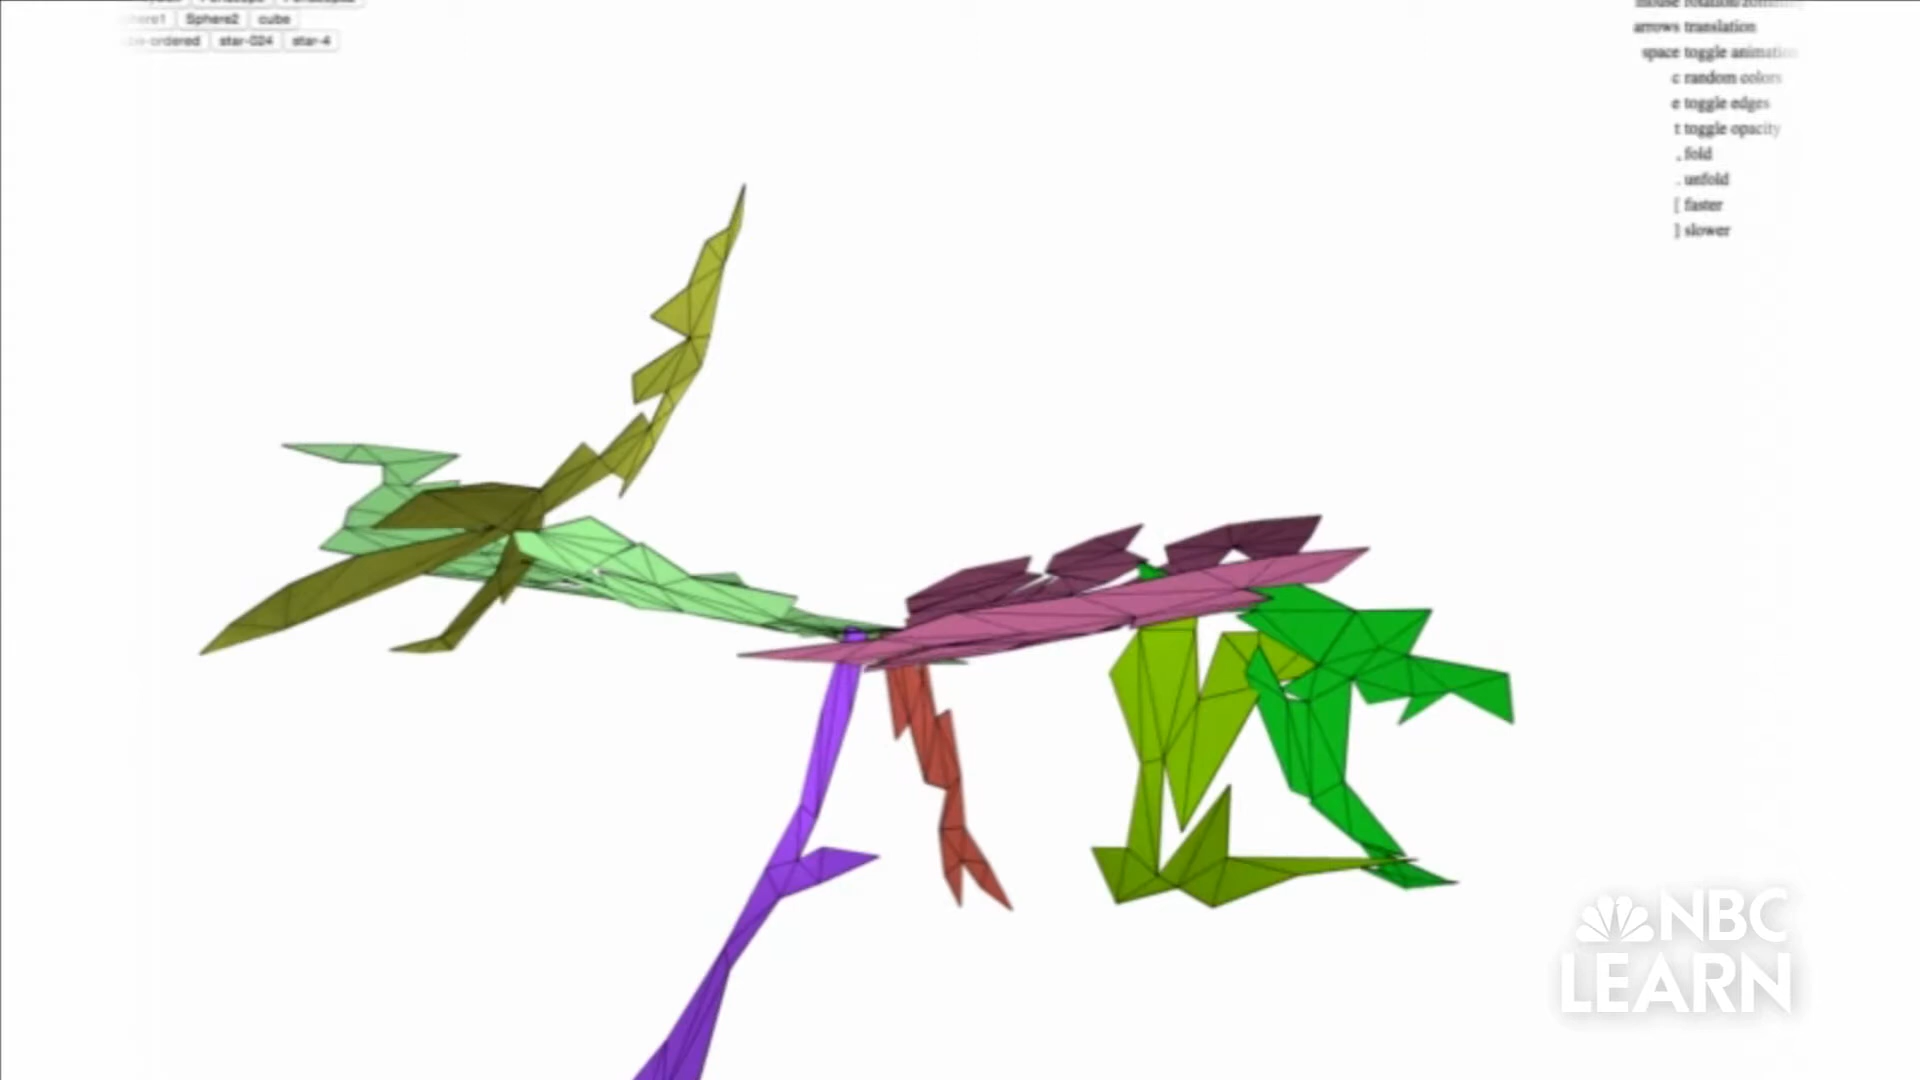 Sphere2 cube
star-024 star-4
arrows translation
space toggle animation
c random colors
e toggle edges
t toggle opacity
, fold
. unfold
[ faster
] slower
NBC
LEARN